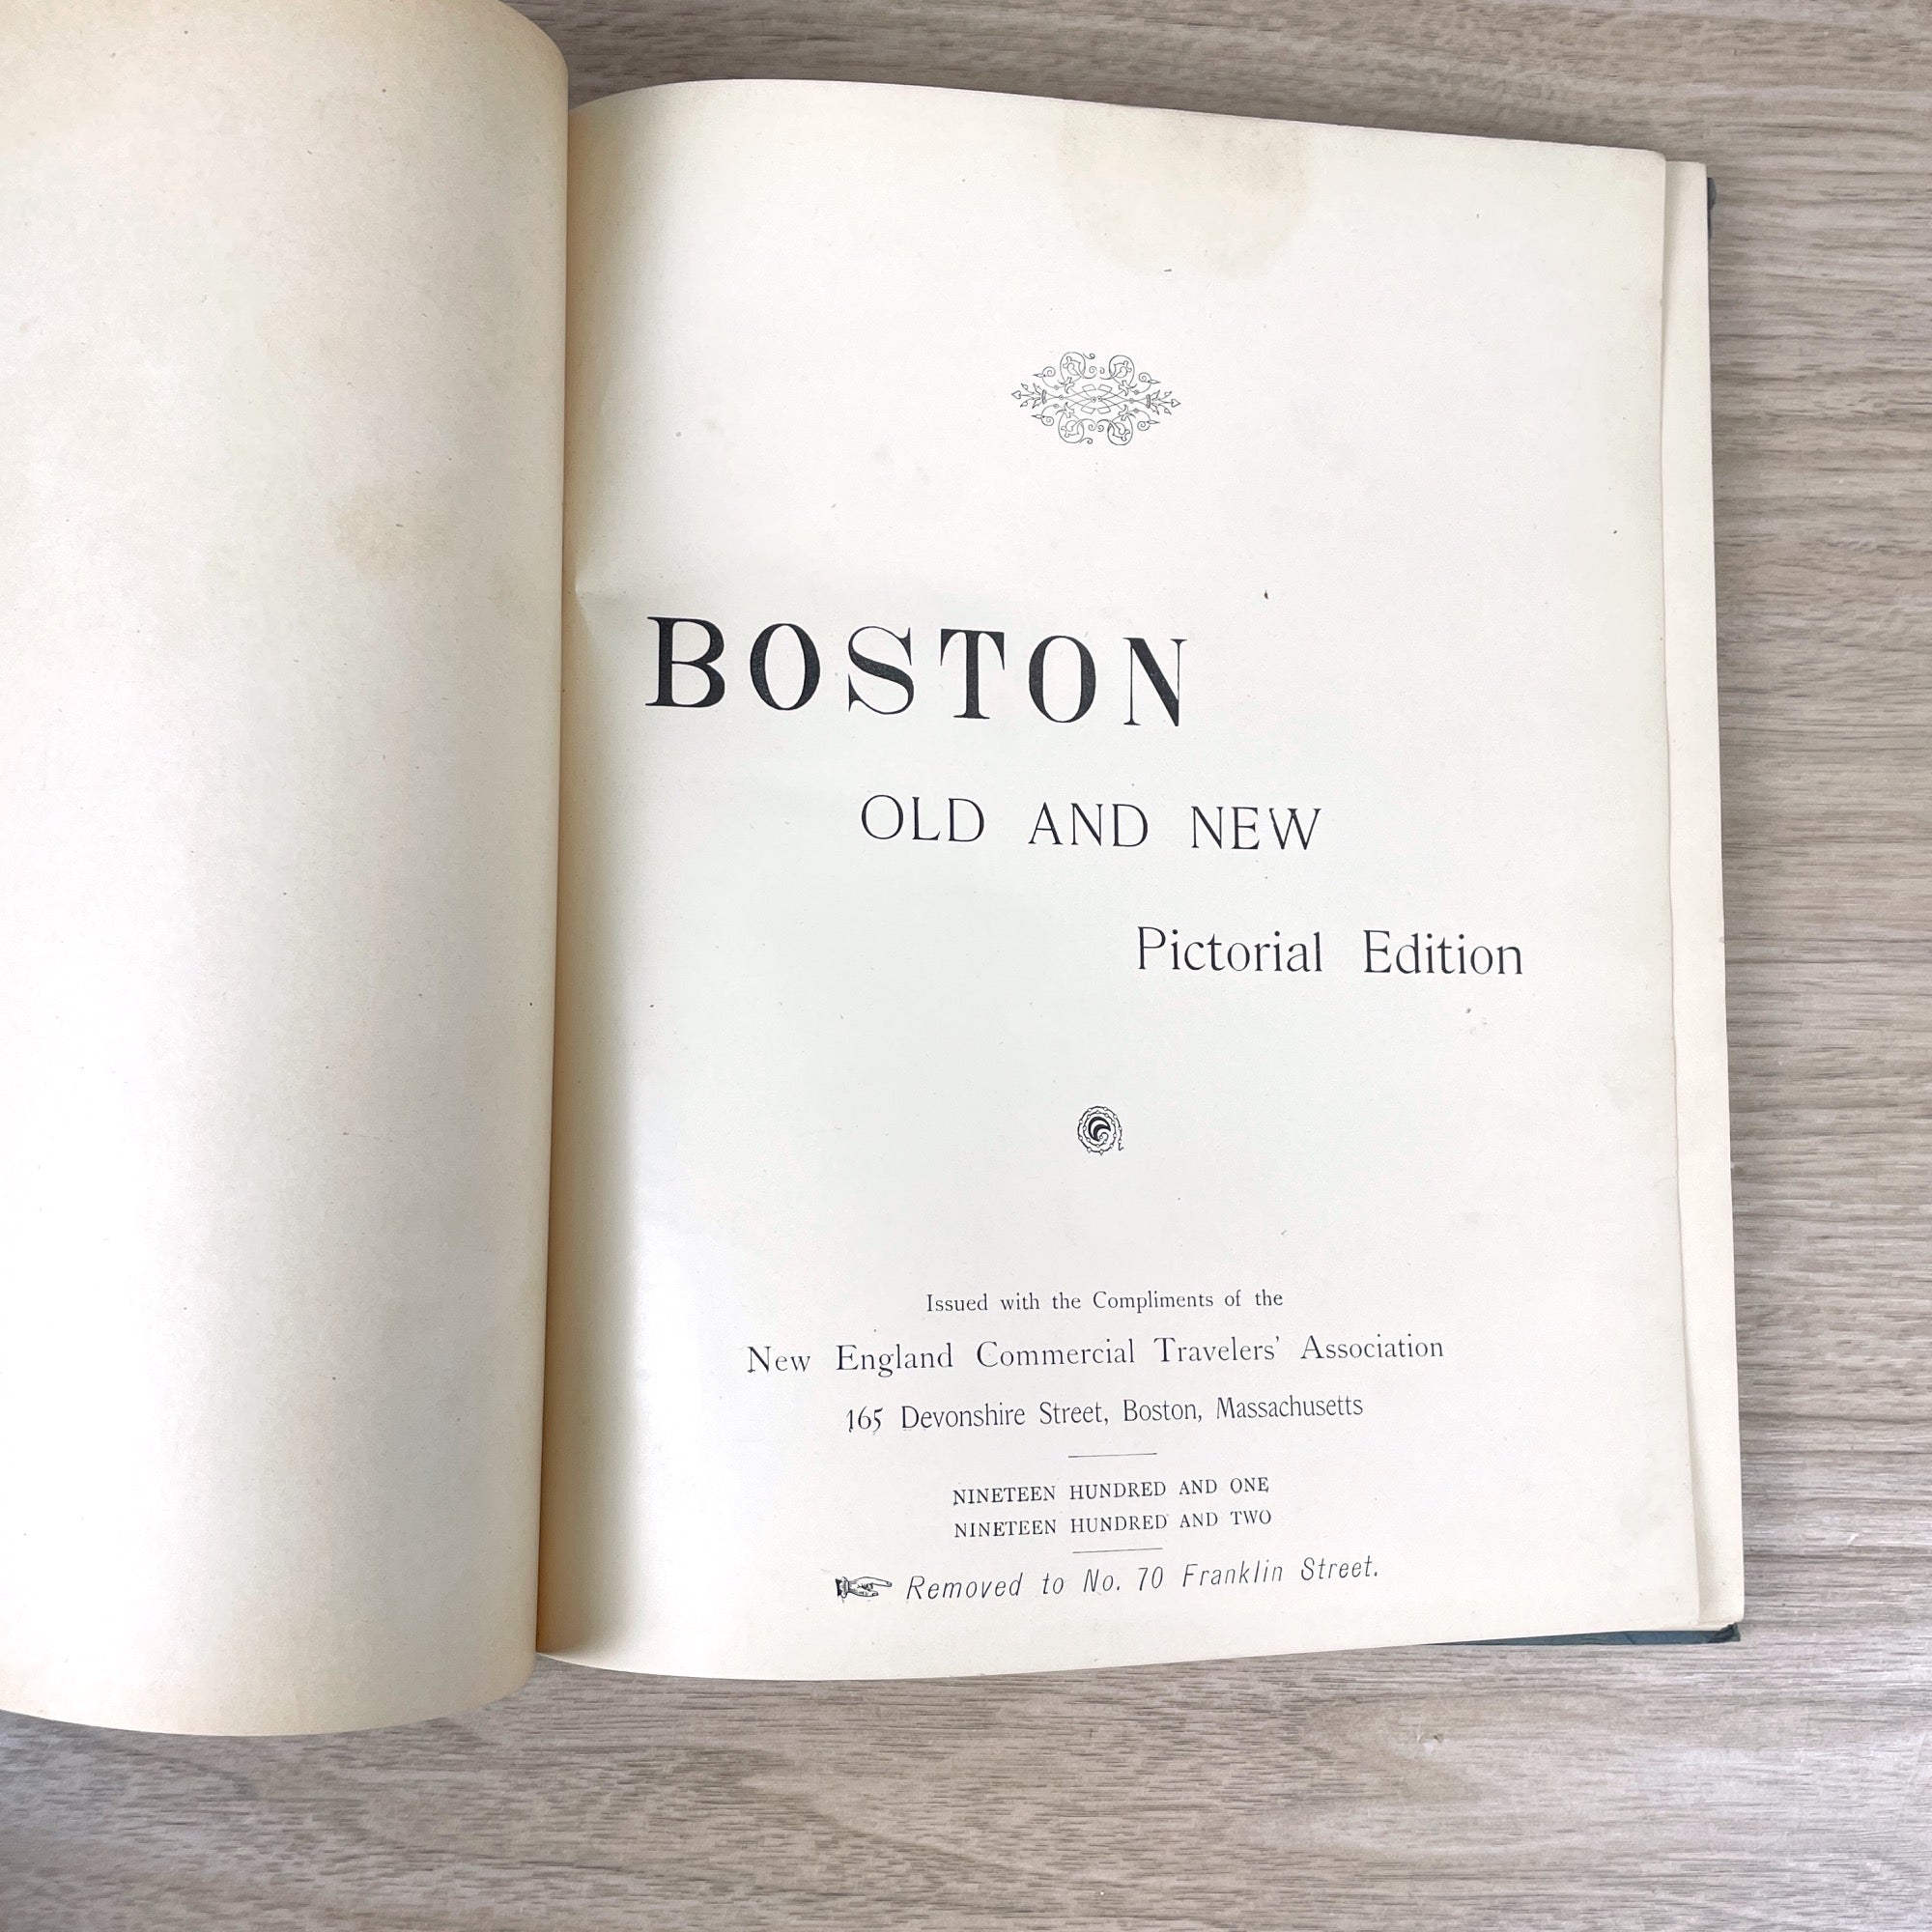 BOSTON
OLD AND NEW
Pictorial Edition
Issued with the Compliments of the
New England Commercial Travelers' Association
165 Devonshire Street, Boston, Massachusetts
NINETEEN HUNDRED AND ONE
NINETEEN HUNDRED AND TWO
Removed to No. 70 Franklin Street.